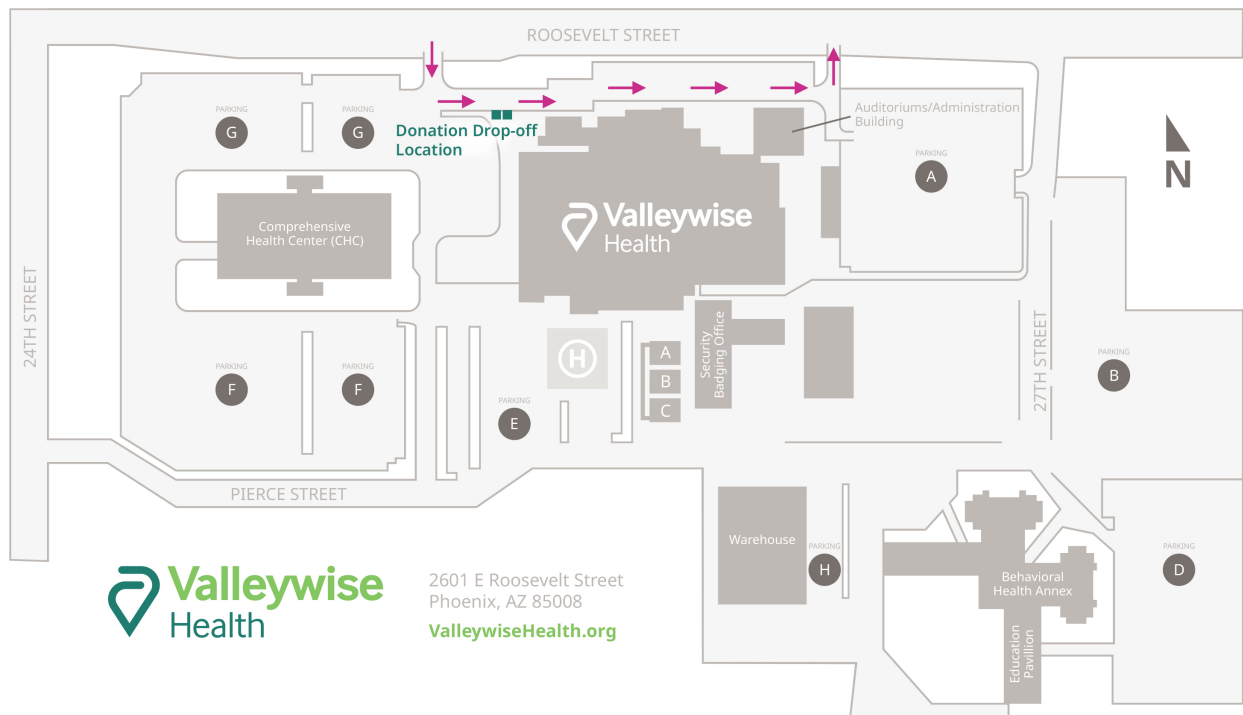 ROOSEVELT STREET
PARKING
G
PARKING
G
Donation Drop-off
Location
Auditoriums/Administration
Building
PARKING
A
N
Comprehensive
Health Center (CHC)
Valleywise
Health
24TH STREET
PARKING
F
PARKING
F
H
PARKING
E
A
B
C
Security
Badging Office
27TH STREET
PARKING
B
PIERCE STREET
Warehouse
PARKING
H
Behavioral
Health Annex
Education
Pavillion
PARKING
D
Valleywise
Health
2601 E Roosevelt Street
Phoenix, AZ 85008
ValleywiseHealth.org